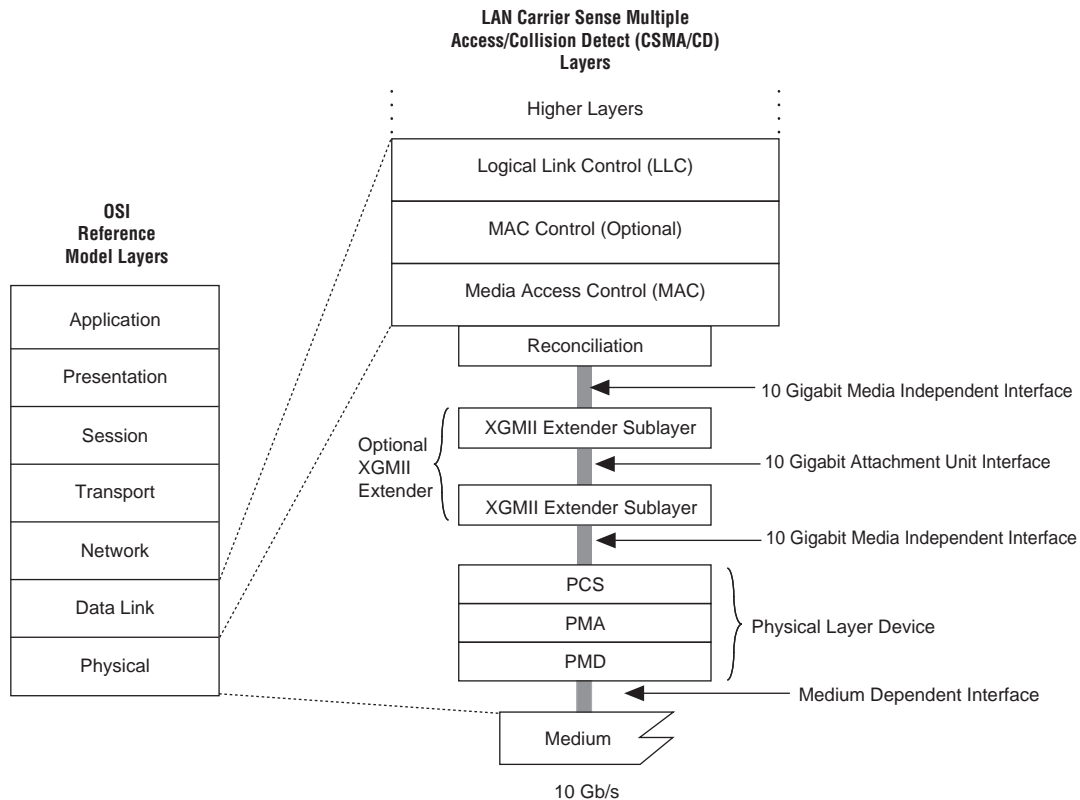 LAN Carrier Sense Multiple
Access/Collision Detect (CSMA/CD)
Layers
Higher Layers
Logical Link Control (LLC)
MAC Control (Optional)
Media Access Control (MAC)
OSI
Reference
Model Layers
Application
Presentation
Session
Transport
Network
Data Link
Physical
Reconciliation
10 Gigabit Media Independent Interface
Optional
XGMII
Extender
XGMII Extender Sublayer
10 Gigabit Attachment Unit Interface
XGMII Extender Sublayer
10 Gigabit Media Independent Interface
PCS
PMA
PMD
Physical Layer Device
Medium Dependent Interface
Medium
10 Gb/s